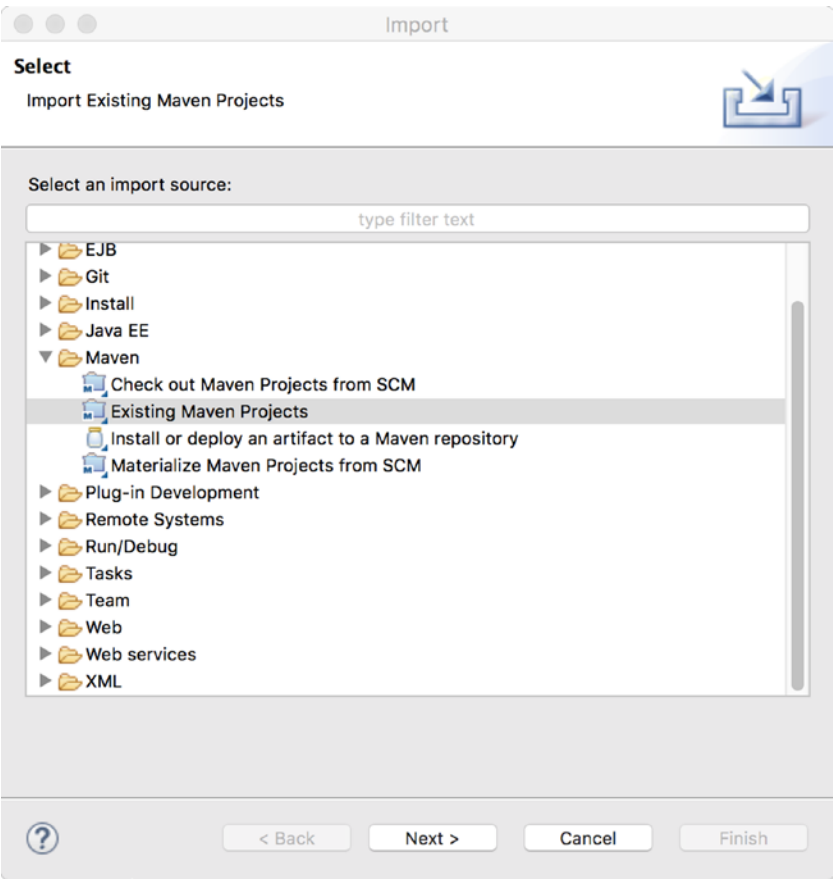 Import
Select
Import Existing Maven Projects
Select an import source:
type filter text
EJB
Git
Install
Java EE
Maven
Check out Maven Projects from SCM
Existing Maven Projects
Install or deploy an artifact to a Maven repository
Materialize Maven Projects from SCM
Plug-in Development
Remote Systems
Run/Debug
Tasks
Team
Web
Web services
XML
? < Back Next > Cancel Finish